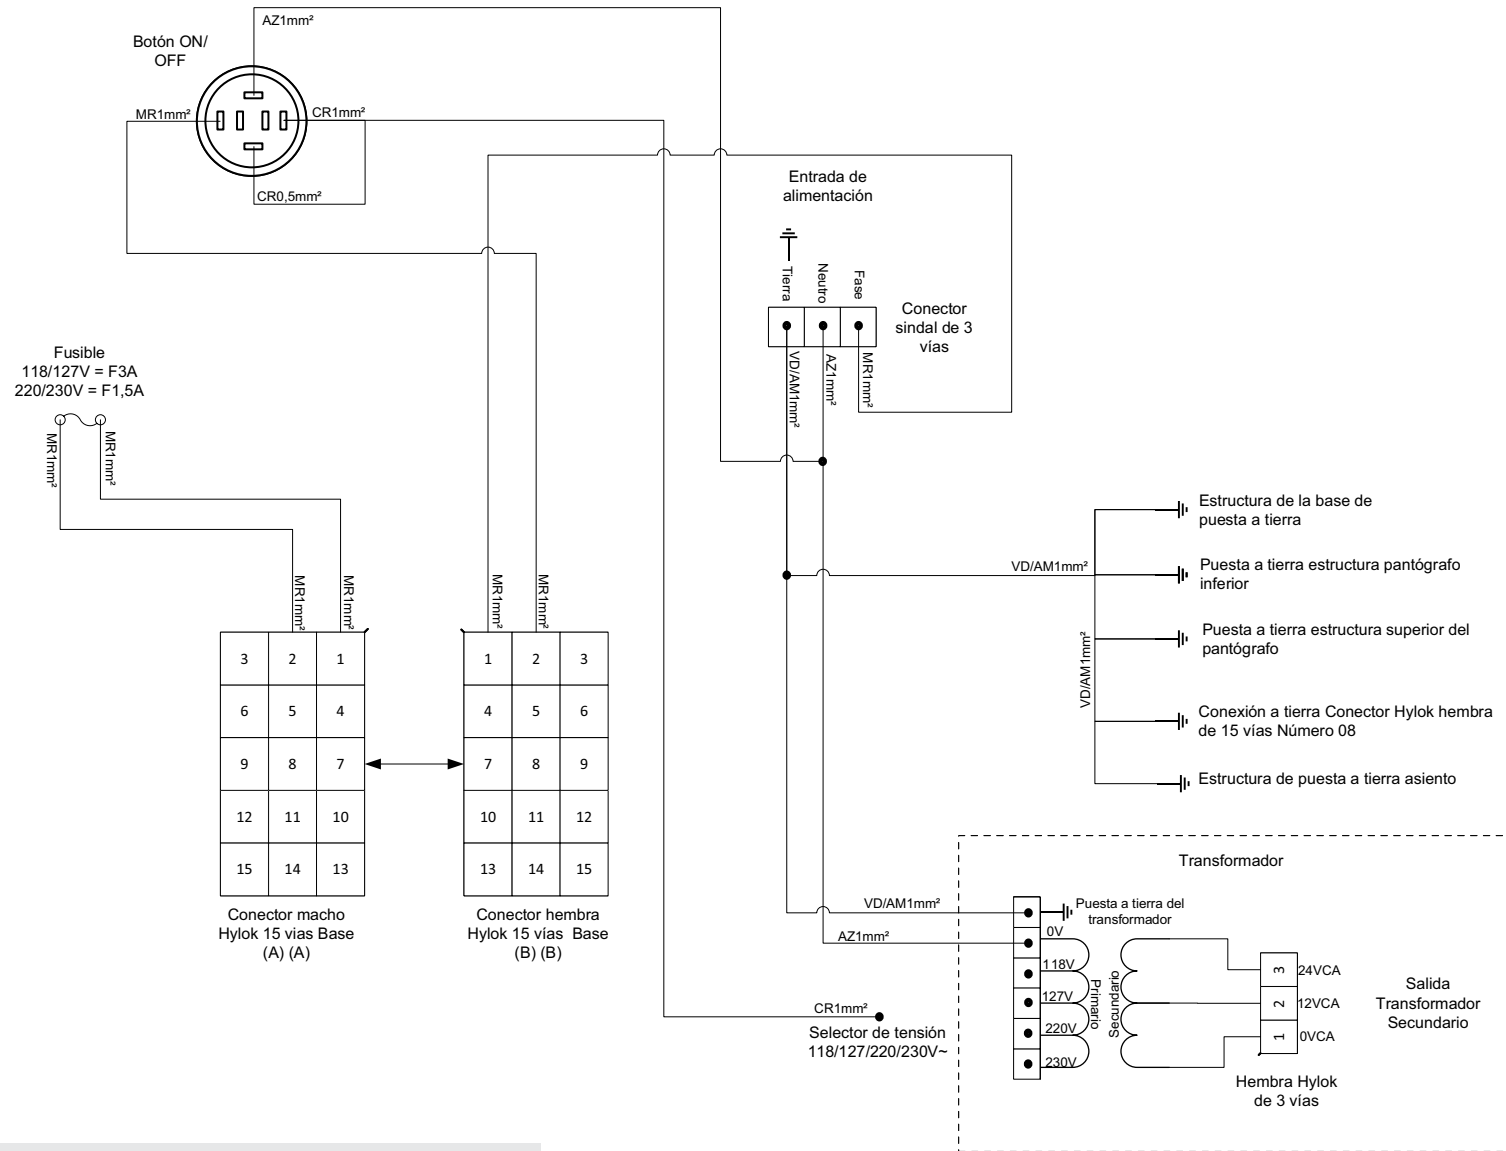 AZ1mm²
Botón ON/
OFF
MR1mm²
CR1mm²
CR0,5mm²
Entrada de
alimentación
Tierra
Neutro
Fase
Conector
sindal de 3
vías
VD/AM1mm²
AZ1mm²
MR1mm²
Fusible
118/127V = F3A
220/230V = F1,5A
MR1mm²
MR1mm²
MR1mm²
MR1mm²
MR1mm²
MR1mm²
3 2 1
6 5 4
9 8 7
12 11 10
15 14 13
Conector macho
Hylok 15 vias Base
(A) (A)
1 2 3
4 5 6
7 8 9
10 11 12
13 14 15
Conector hembra
Hylok 15 vías Base
(B) (B)
VD/AM1mm²
VD/AM1mm²
Estructura de la base de
puesta a tierra
Puesta a tierra estructura pantógrafo
inferior
Puesta a tierra estructura superior del
pantógrafo
Conexión a tierra Conector Hylok hembra
de 15 vías Número 08
Estructura de puesta a tierra asiento
Transformador
VD/AM1mm²
Puesta a tierra del
transformador
AZ1mm²
0V
118V
127V
220V
230V
Primario
Secundario
3 24VCA
2 12VCA
1 0VCA
Salida
Transformador
Secundario
Hembra Hylok
de 3 vías
CR1mm²
Selector de tensión
118/127/220/230V~